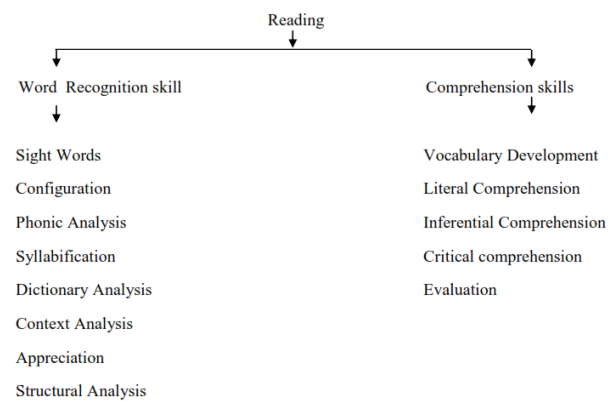 Reading
Word Recognition skill
Comprehension skills
Sight Words
Configuration
Phonic Analysis
Syllabification
Dictionary Analysis
Context Analysis
Appreciation
Structural Analysis
Vocabulary Development
Literal Comprehension
Inferential Comprehension
Critical comprehension
Evaluation